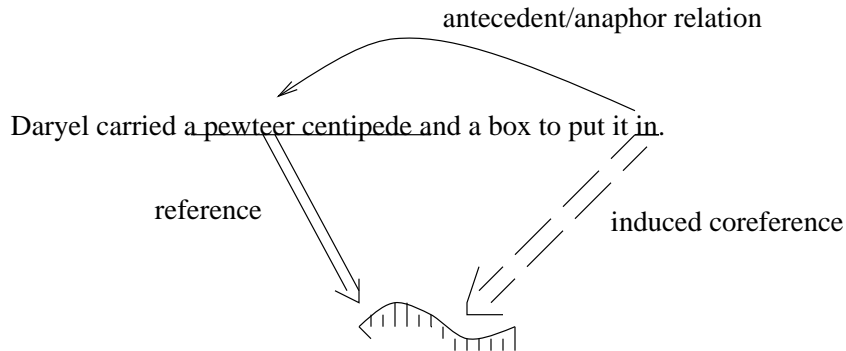 antecedent/anaphor relation
Daryel carried a pewteer centipede and a box to put it in.
reference
induced coreference